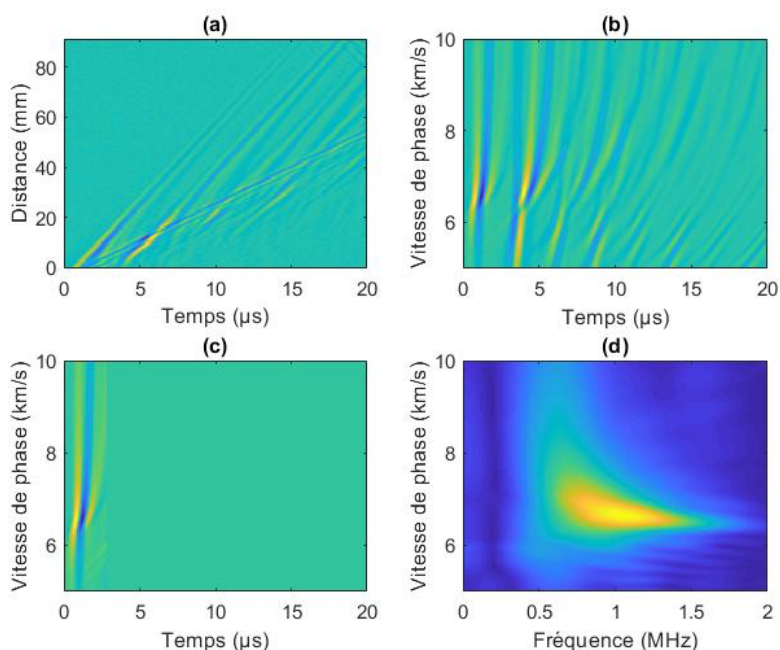 (a)
Distance (mm)
80
60
40
20
0
0 5 10 15 20
Temps (µs)
(b)
Vitesse de phase (km/s)
10
8
6
0 5 10 15 20
Temps (µs)
(c)
Vitesse de phase (km/s)
10
8
6
0 5 10 15 20
Temps (µs)
(d)
Vitesse de phase (km/s)
10
8
6
0 0.5 1 1.5 2
Fréquence (MHz)